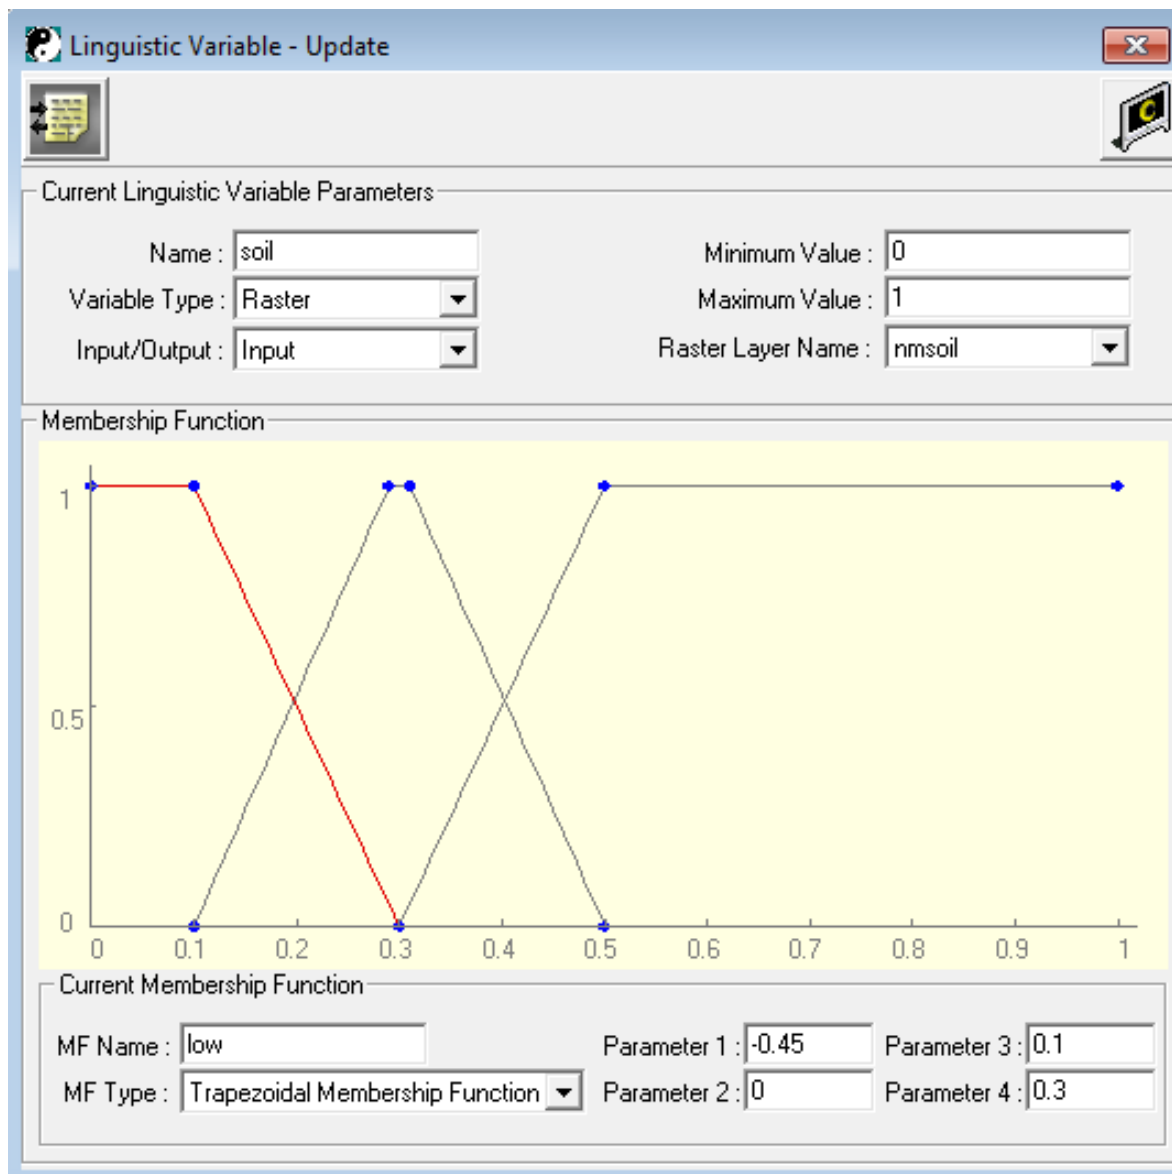 Linguistic Variable - Update
C
Current Linguistic Variable Parameters
Name : soil Minimum Value : 0
Variable Type : Raster Maximum Value : 1
Input/Output : Input Raster Layer Name : nmsoil
Membership Function
1
0.5
0
0 0.1 0.2 0.3 0.4 0.5 0.6 0.7 0.8 0.9 1
Current Membership Function
MF Name : low Parameter 1 : -0.45 Parameter 3 : 0.1
MF Type : Trapezoidal Membership Function Parameter 2 : 0 Parameter 4 : 0.3